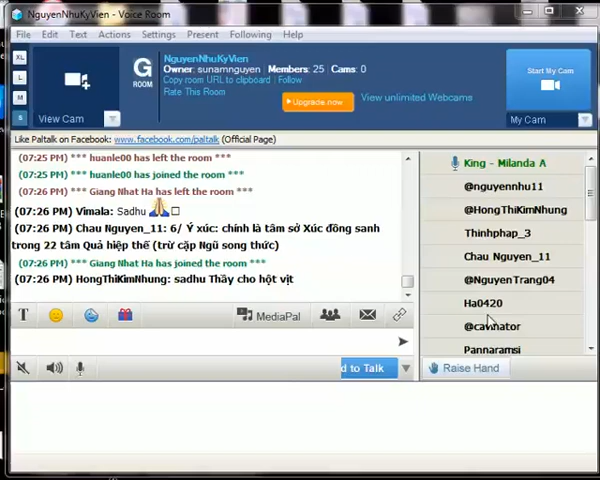 NguyenNhuKyVien - Voice Room
File Edit Text Actions Settings Present Following Help
XL
L
M
S
View Cam
G
ROOM
NguyenNhuKyVien
Owner: sunamnguyen | Members: 25 | Cams: 0
Copy room URL to clipboard | Follow
Rate This Room
Upgrade now
View unlimited Webcams
Start My Cam
My Cam
Like Paltalk on Facebook: www.facebook.com/paltalk (Official Page)
(07:25 PM) *** huanle00 has left the room ***
(07:25 PM) *** huanle00 has joined the room ***
(07:26 PM) *** Giang Nhat Ha has left the room ***
(07:26 PM) Vimala: Sadhu
(07:26 PM) Chau Nguyen_11: 6/ Ý xúc: chính là tâm sở Xúc đồng sanh
trong 22 tâm Quả hiệp thế (trừ cặp Ngũ song thức)
(07:26 PM) *** Giang Nhat Ha has joined the room ***
(07:26 PM) HongThiKimNhung: sadhu Thầy cho hột vịt
King - Milanda A
@nguyennhu11
@HongThiKimNhung
Thinhphap_3
Chau Nguyen_11
@NguyenTrang04
Ha0420
Pannaramsi
T
MediaPal
d to Talk
Raise Hand